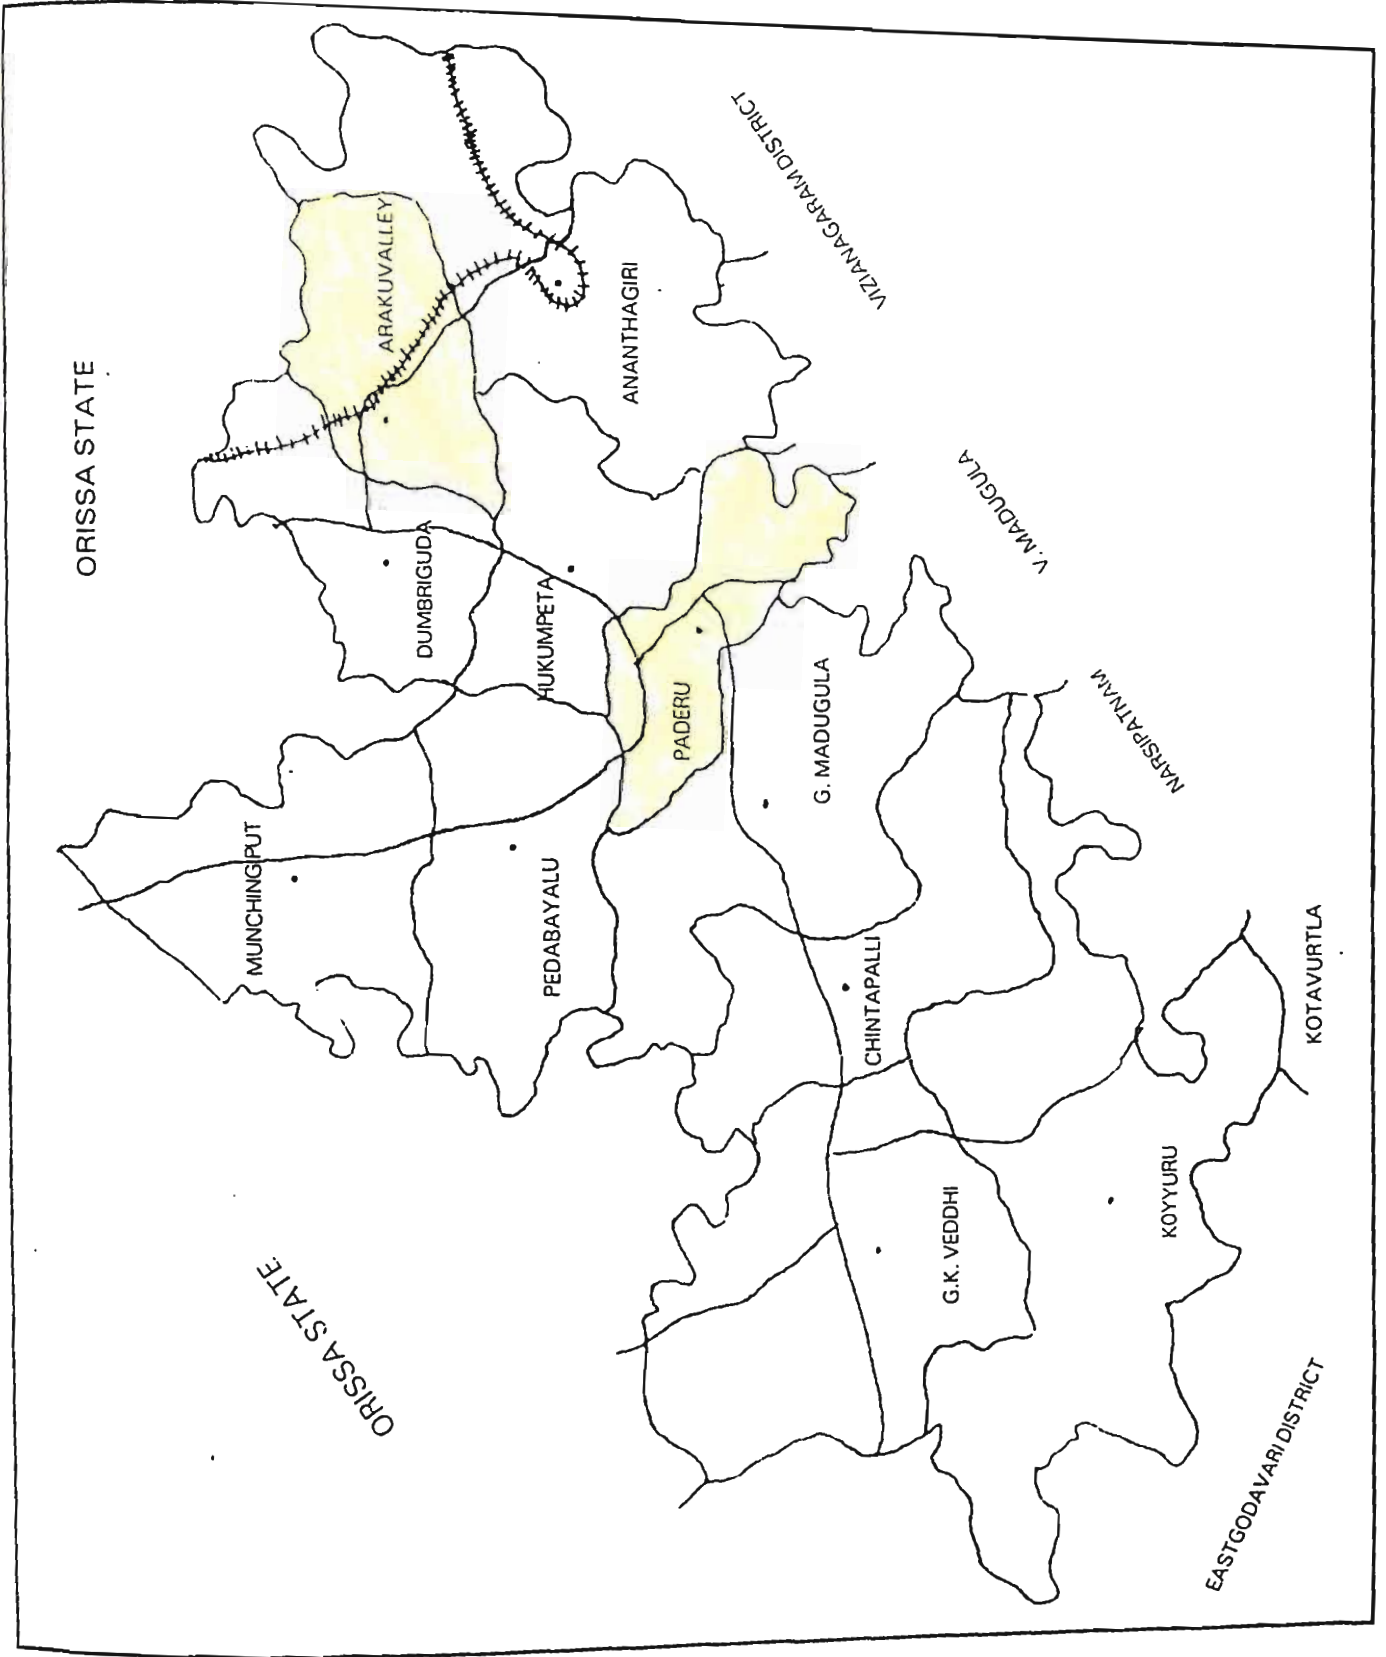 ORISSA STATE
VIZIANAGARAM DISTRICT
ARAKUVALLEY
ANANTHAGIRI
V. MADUGULA
DUMBRIGUDA
HUKUMPETA
PADERU
G. MADUGULA
NARSIPATNAM
MUNCHINGIPUT
PEDABAYALU
CHINTAPALLI
KOTAVURTLA
ORISSA STATE
G.K. VEDDHI
KOYYURU
EASTGODAVARI DISTRICT